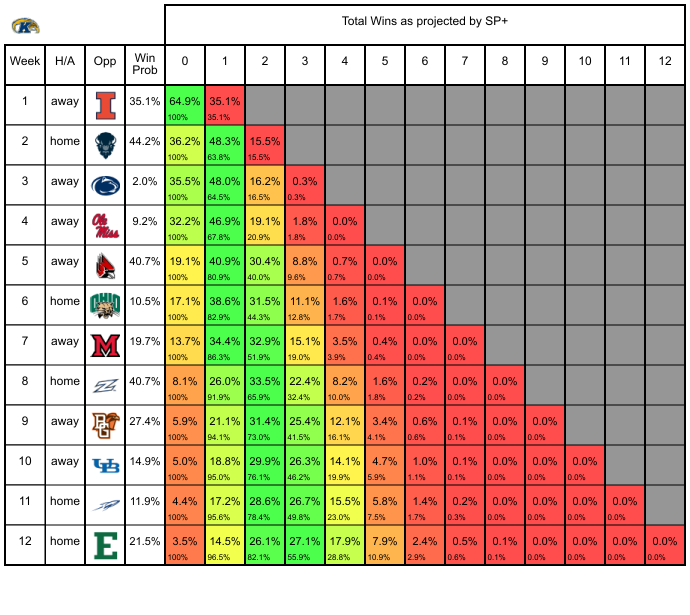 K
Total Wins as projected by SP+
Week H/A Opp Win Prob 0 1 2 3 4 5 6 7 8 9 10 11 12
1 away I 35.1% 64.9% 35.1%
100% 35.1%
2 home 44.2% 36.2% 48.3% 15.5%
100% 63.8% 15.5%
3 away 2.0% 35.5% 48.0% 16.2% 0.3%
100% 64.5% 16.5% 0.3%
4 away Ole Miss 9.2% 32.2% 46.9% 19.1% 1.8% 0.0%
100% 67.8% 20.9% 1.8% 0.0%
5 away 40.7% 19.1% 40.9% 30.4% 8.8% 0.7% 0.0%
100% 80.9% 40.0% 9.6% 0.7% 0.0%
6 home OHIO 10.5% 17.1% 38.6% 31.5% 11.1% 1.6% 0.1% 0.0%
100% 82.9% 44.3% 12.8% 1.7% 0.1% 0.0%
7 away M 19.7% 13.7% 34.4% 32.9% 15.1% 3.5% 0.4% 0.0% 0.0%
100% 86.3% 51.9% 19.0% 3.9% 0.4% 0.0% 0.0%
8 home Z 40.7% 8.1% 26.0% 33.5% 22.4% 8.2% 1.6% 0.2% 0.0% 0.0%
100% 91.9% 65.9% 32.4% 10.0% 1.8% 0.2% 0.0% 0.0%
9 away BG 27.4% 5.9% 21.1% 31.4% 25.4% 12.1% 3.4% 0.6% 0.1% 0.0% 0.0%
100% 94.1% 73.0% 41.5% 16.1% 4.1% 0.6% 0.1% 0.0% 0.0%
10 away UB 14.9% 5.0% 18.8% 29.9% 26.3% 14.1% 4.7% 1.0% 0.1% 0.0% 0.0% 0.0%
100% 95.0% 76.1% 46.2% 19.9% 5.9% 1.1% 0.1% 0.0% 0.0% 0.0%
11 home 11.9% 4.4% 17.2% 28.6% 26.7% 15.5% 5.8% 1.4% 0.2% 0.0% 0.0% 0.0% 0.0%
100% 95.6% 78.4% 49.8% 23.0% 7.5% 1.7% 0.3% 0.0% 0.0% 0.0% 0.0%
12 home E 21.5% 3.5% 14.5% 26.1% 27.1% 17.9% 7.9% 2.4% 0.5% 0.1% 0.0% 0.0% 0.0% 0.0%
100% 96.5% 82.1% 55.9% 28.8% 10.9% 2.9% 0.6% 0.1% 0.0% 0.0% 0.0% 0.0%